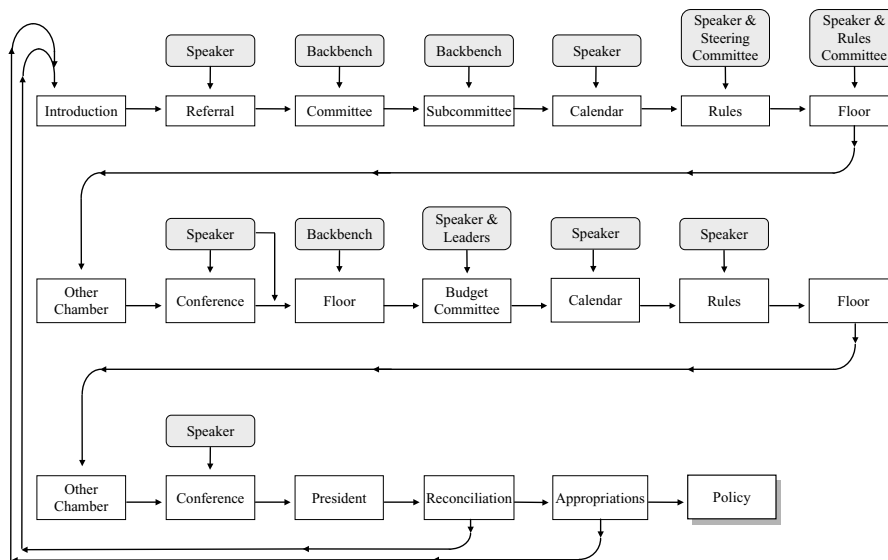 Speaker
Backbench
Backbench
Speaker
Speaker &
Steering
Committee
Speaker &
Rules
Committee
Introduction
Referral
Committee
Subcommittee
Calendar
Rules
Floor
Speaker
Backbench
Speaker &
Leaders
Speaker
Speaker
Other
Chamber
Conference
Floor
Budget
Committee
Calendar
Rules
Floor
Speaker
Other
Chamber
Conference
President
Reconciliation
Appropriations
Policy